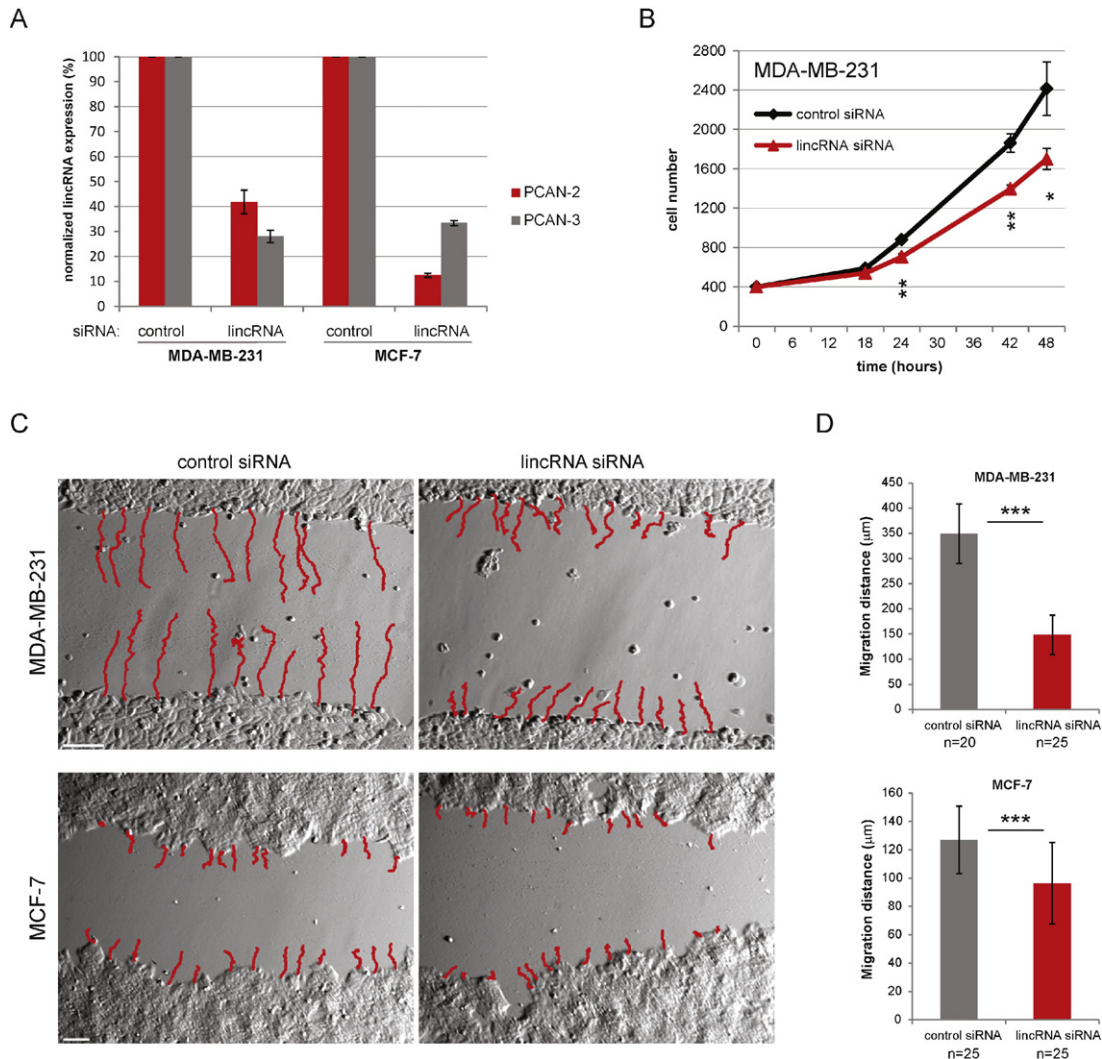 A
normalized lincRNA expression (%)
100
90
80
70
60
50
40
30
20
10
0
PCAN-2
PCAN-3
siRNA: control lincRNA control lincRNA
MDA-MB-231 MCF-7
B
MDA-MB-231
control siRNA
lincRNA siRNA
cell number
2800
2400
2000
1600
1200
800
400
0
**
**
*
0 6 12 18 24 30 36 42 48
time (hours)
C
control siRNA lincRNA siRNA
MDA-MB-231
MCF-7
D
MDA-MB-231
Migration distance (μm)
450
400
350
300
250
200
150
100
50
0
***
control siRNA lincRNA siRNA
n=20 n=25
MCF-7
Migration distance (μm)
160
140
120
100
80
60
40
20
0
***
control siRNA lincRNA siRNA
n=25 n=25